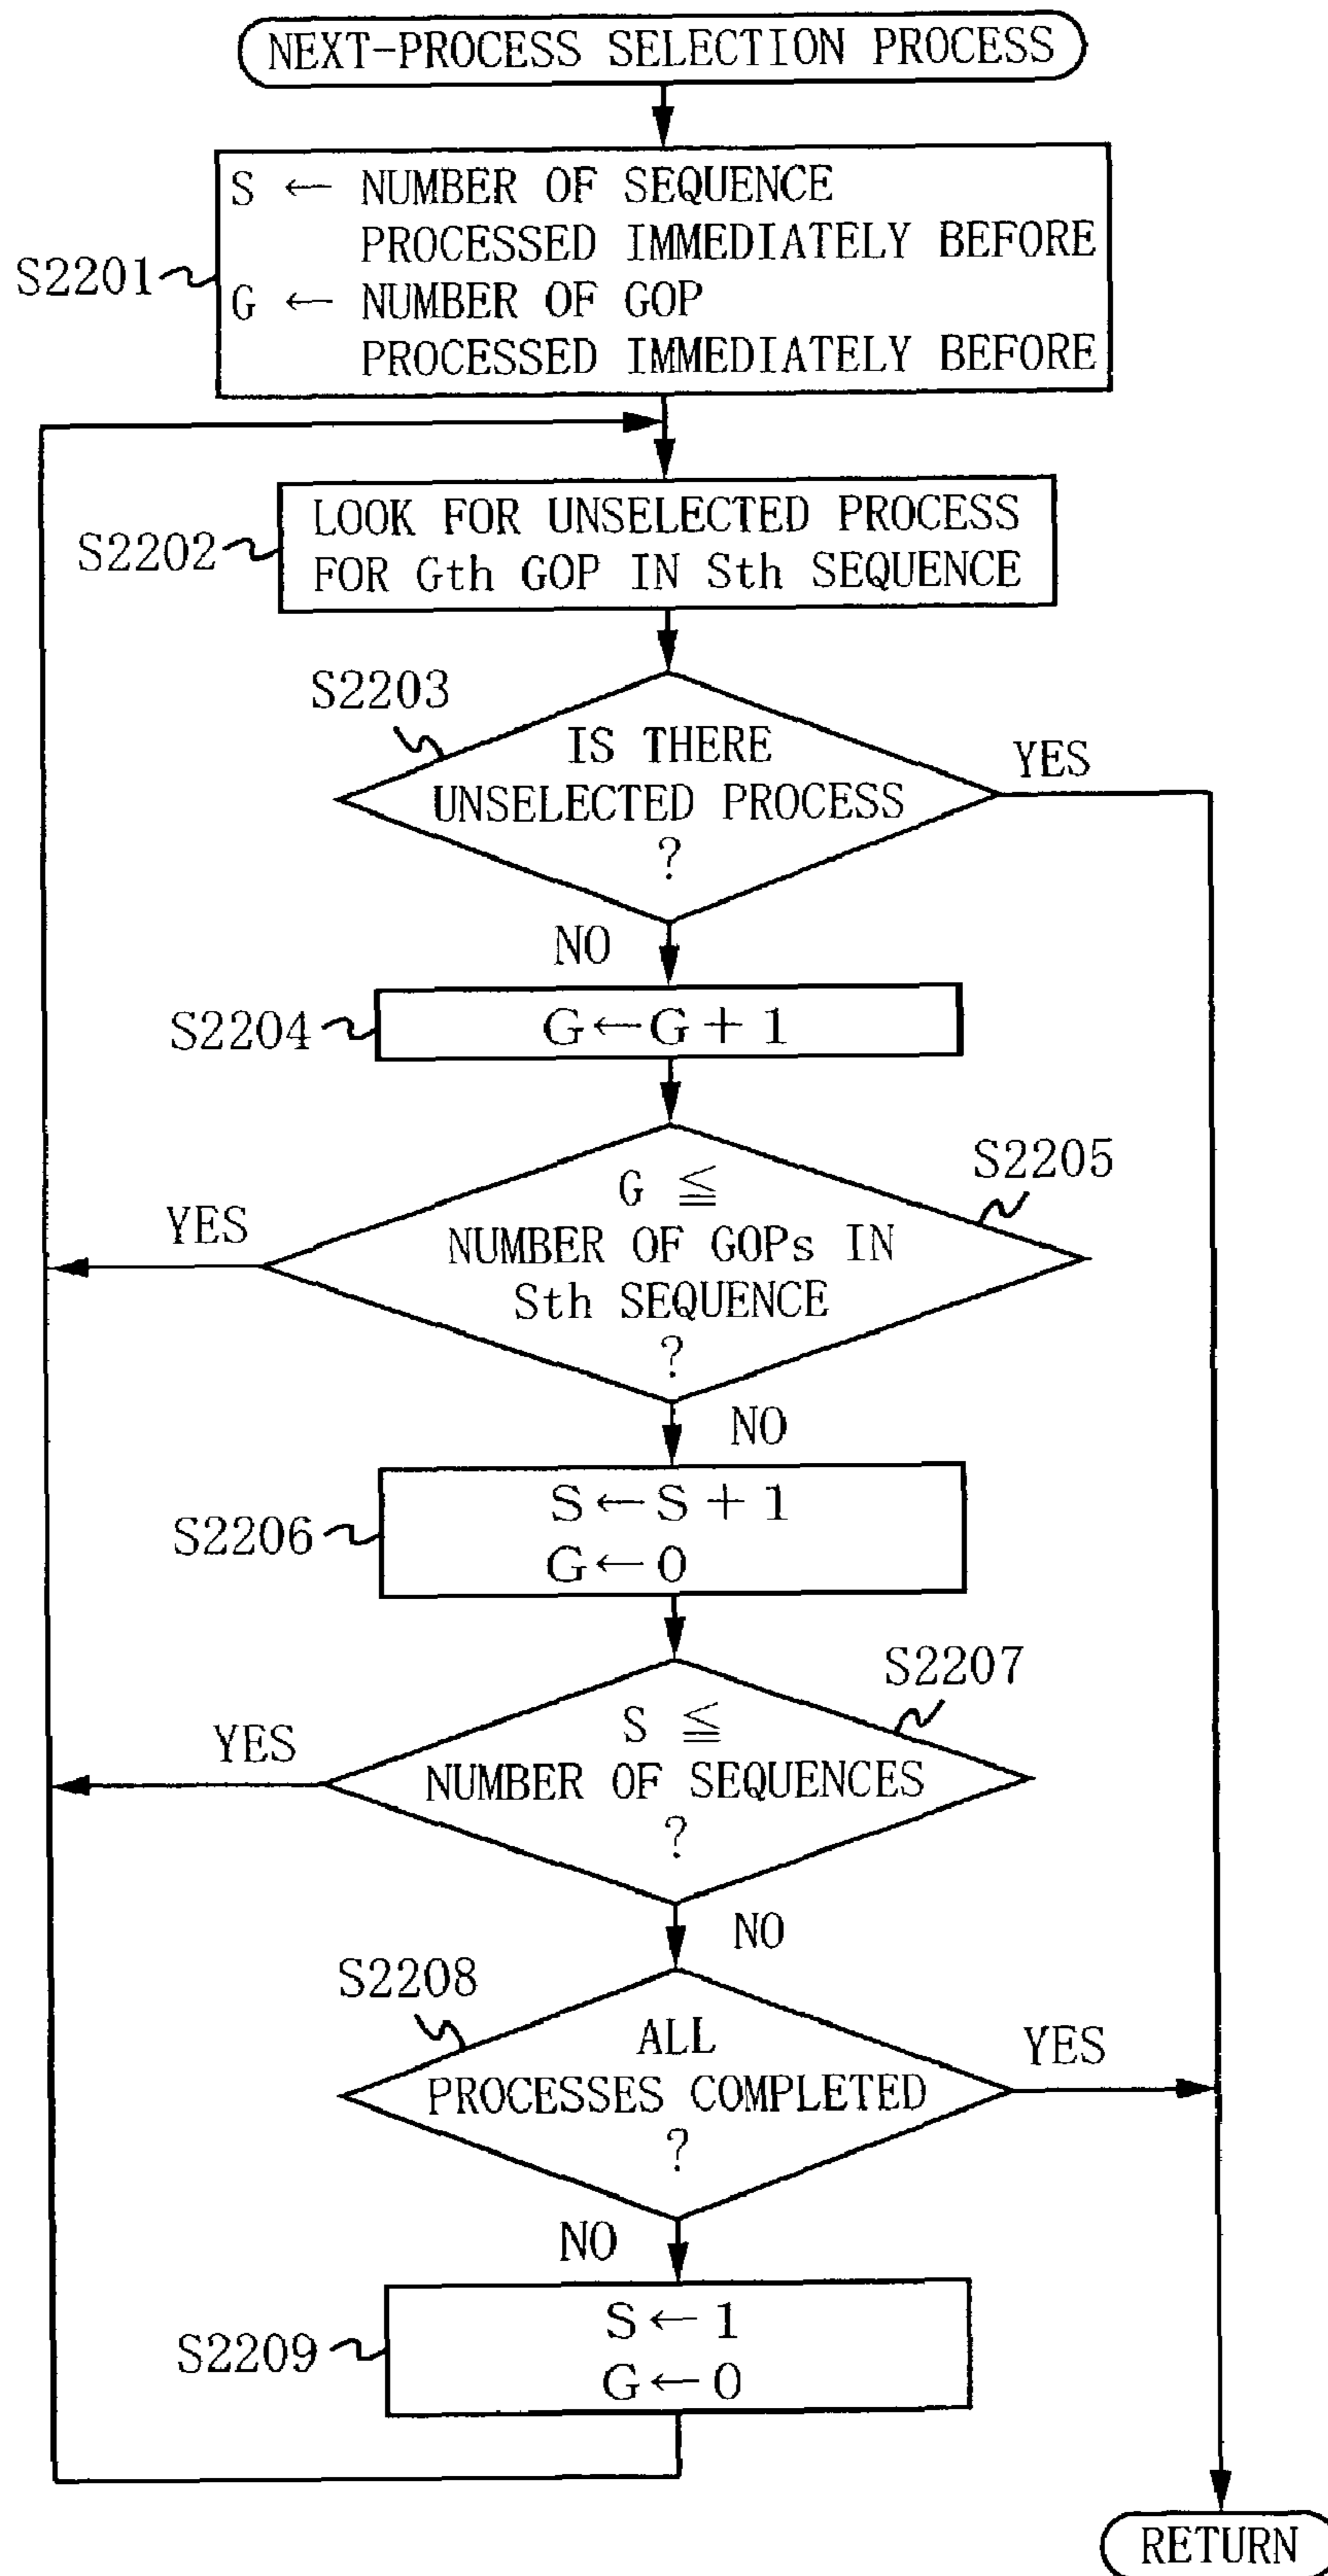 NEXT-PROCESS SELECTION PROCESS
S2201
S ← NUMBER OF SEQUENCE
PROCESSED IMMEDIATELY BEFORE
G ← NUMBER OF GOP
PROCESSED IMMEDIATELY BEFORE
S2202
LOOK FOR UNSELECTED PROCESS
FOR Gth GOP IN Sth SEQUENCE
S2203
IS THERE
UNSELECTED PROCESS
?
YES
NO
S2204
G ← G + 1
S2205
G ≦
NUMBER OF GOPs IN
Sth SEQUENCE
?
YES
NO
S2206
S ← S + 1
G ← 0
S2207
S ≦
NUMBER OF SEQUENCES
?
YES
NO
S2208
ALL
PROCESSES COMPLETED
?
YES
NO
S2209
S ← 1
G ← 0
RETURN